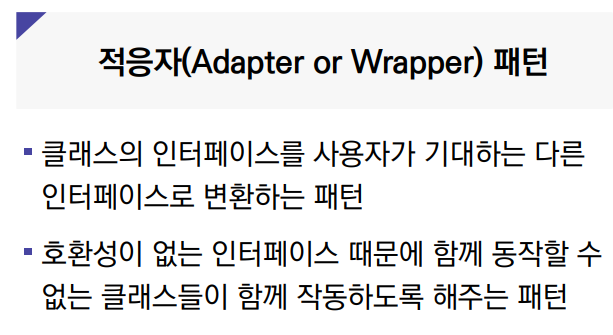 적응자(Adapter or Wrapper) 패턴
▪ 클래스의 인터페이스를 사용자가 기대하는 다른
인터페이스로 변환하는 패턴
▪ 호환성이 없는 인터페이스 때문에 함께 동작할 수
없는 클래스들이 함께 작동하도록 해주는 패턴